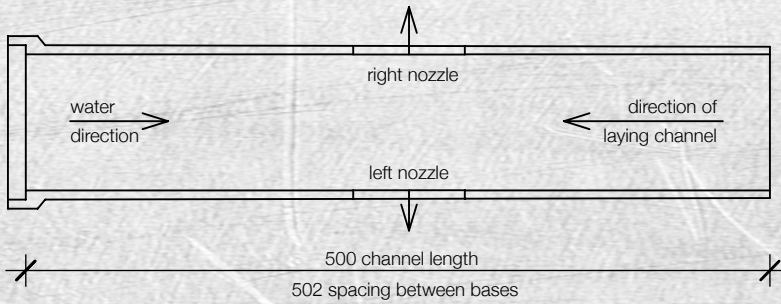 right nozzle
water
direction
direction of
laying channel
left nozzle
500 channel length
502 spacing between bases